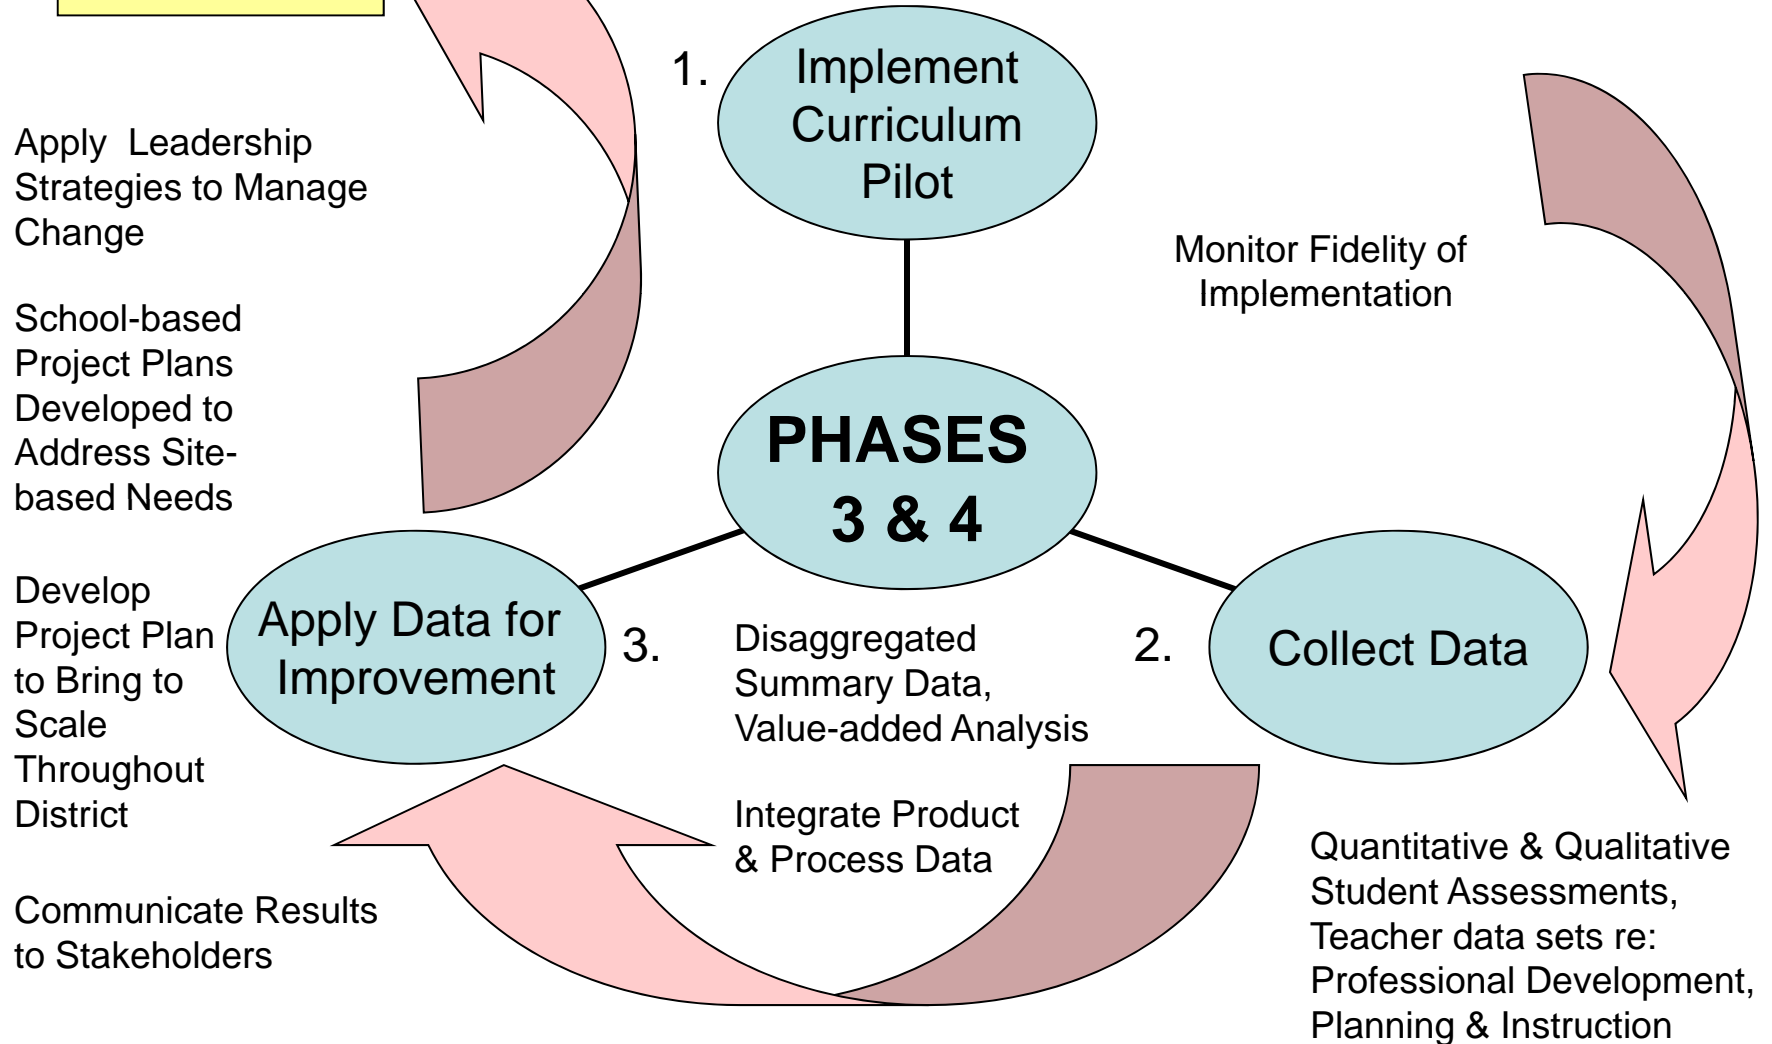 1.
Implement
Curriculum
Pilot
Monitor Fidelity of
Implementation
PHASES
3 & 4
2.
Collect Data
Quantitative & Qualitative
Student Assessments,
Teacher data sets re:
Professional Development,
Planning & Instruction
Disaggregated
Summary Data,
Value-added Analysis
Integrate Product
& Process Data
3.
Apply Data for
Improvement
Apply Leadership
Strategies to Manage
Change
School-based
Project Plans
Developed to
Address Site-
based Needs
Develop
Project Plan
to Bring to
Scale
Throughout
District
Communicate Results
to Stakeholders